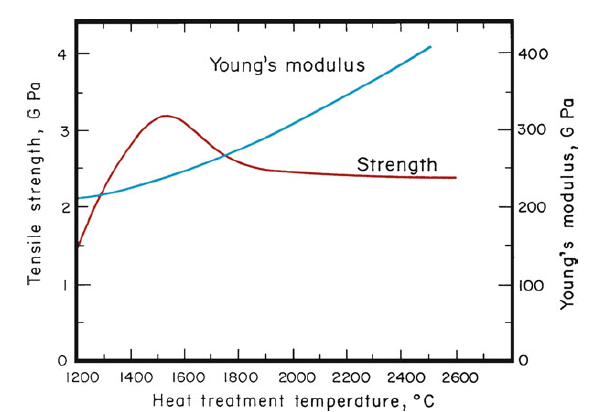 Young's modulus
Strength
Tensile strength, G Pa
4
3
2
1
0
Young's modulus, G Pa
400
300
200
100
0
1200 1400 1600 1800 2000 2200 2400 2600
Heat treatment temperature, °C